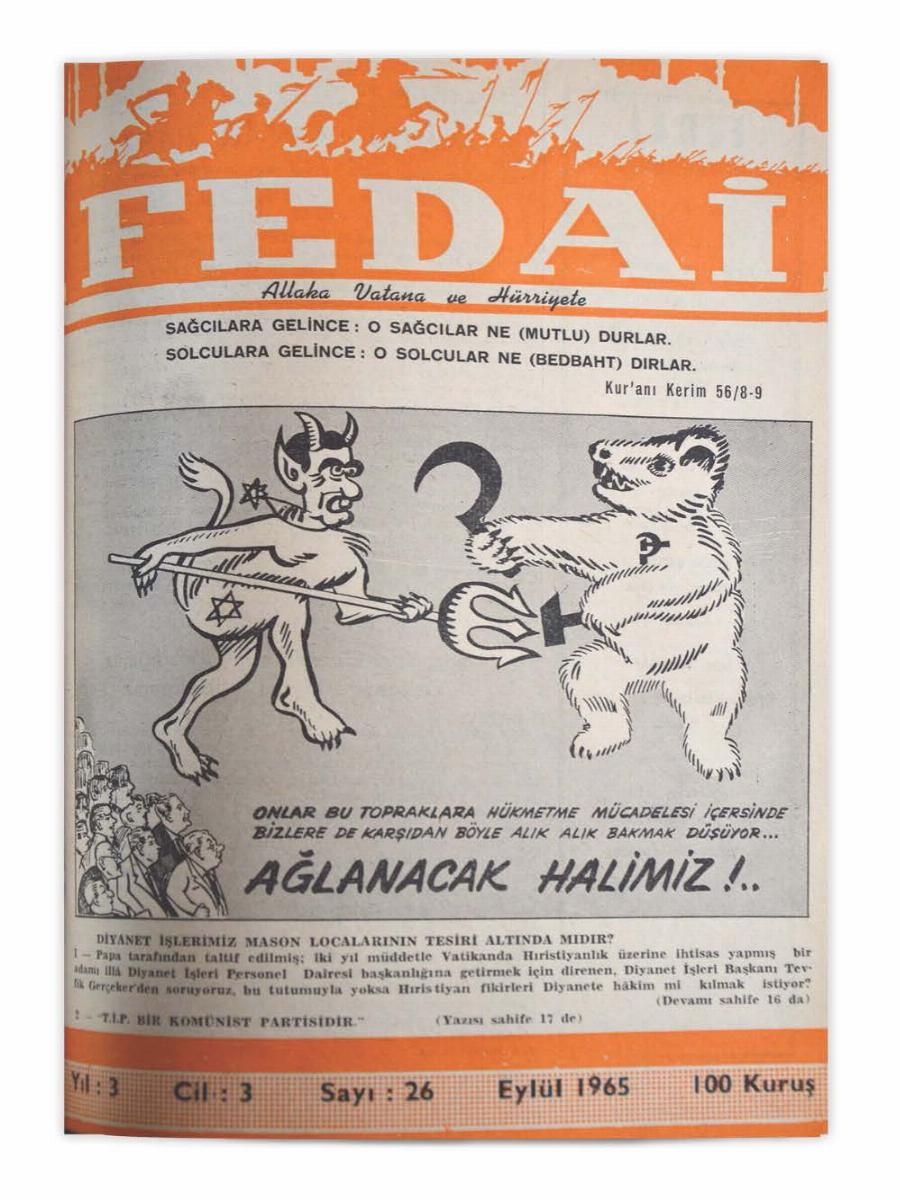 FEDAİ
Allaha Vatana ve Hürriyete
SAĞCILARA GELİNCE : O SAĞCILAR NE (MUTLU) DURLAR.
SOLCULARA GELİNCE : O SOLCULAR NE (BEDBAHT) DIRLAR.
Kur'anı Kerim 56/8-9
ONLAR BU TOPRAKLARA HÜKMETME MÜCADELESİ İÇERSİNDE
BİZLERE DE KARŞIDAN BÖYLE ALIK ALIK BAKMAK DÜŞÜYOR...
AĞLANACAK HALİMİZ !..
DİYANET İŞLERİMİZ MASON LOCALARININ TESİRİ ALTINDA MIDIR?
1 — Papa tarafından taltif edilmiş; iki yıl müddetle Vatikanda Hıristiyanlık üzerine ihtisas yapmış bir
adamı illâ Diyanet İşleri Personel Dairesi başkanlığına getirmek için direnen, Diyanet İşleri Başkanı Tev-
fik Gerçeker'den soruyoruz, bu tutumuyla yoksa Hıristiyan fikirleri Diyanete hâkim mi kılmak istiyor?
(Devamı sahife 16 da)
2 — "T.İ.P. BİR KOMÜNİST PARTİSİDİR." (Yazısı sahife 17 de)
Yıl : 3 Cil : 3 Sayı : 26 Eylül 1965 100 Kuruş